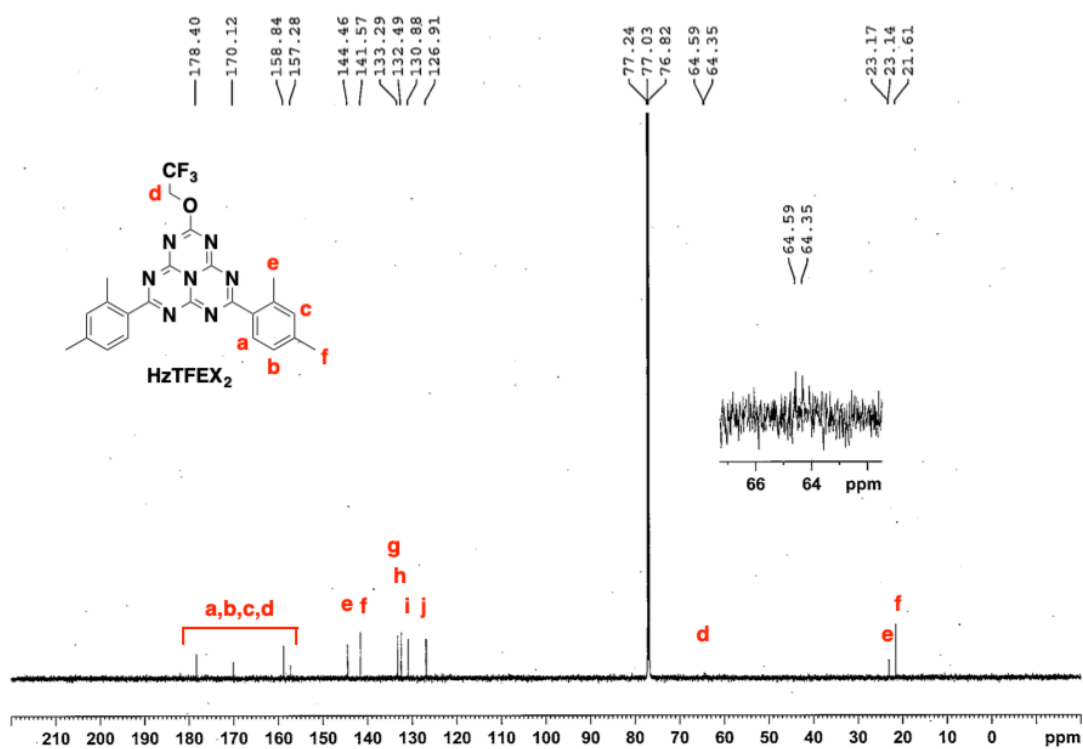 178.40
170.12
158.84
157.28
144.46
141.57
133.29
132.49
130.88
126.91
77.24
77.03
76.82
64.59
64.35
23.17
23.14
21.61
CF3
d
O
N N
e
N N N
c
N N
a
f
b
HzTFEX2
64.59
64.35
66 64 ppm
g
h
a,b,c,d e f i j d e f
210 200 190 180 170 160 150 140 130 120 110 100 90 80 70 60 50 40 30 20 10 0 ppm